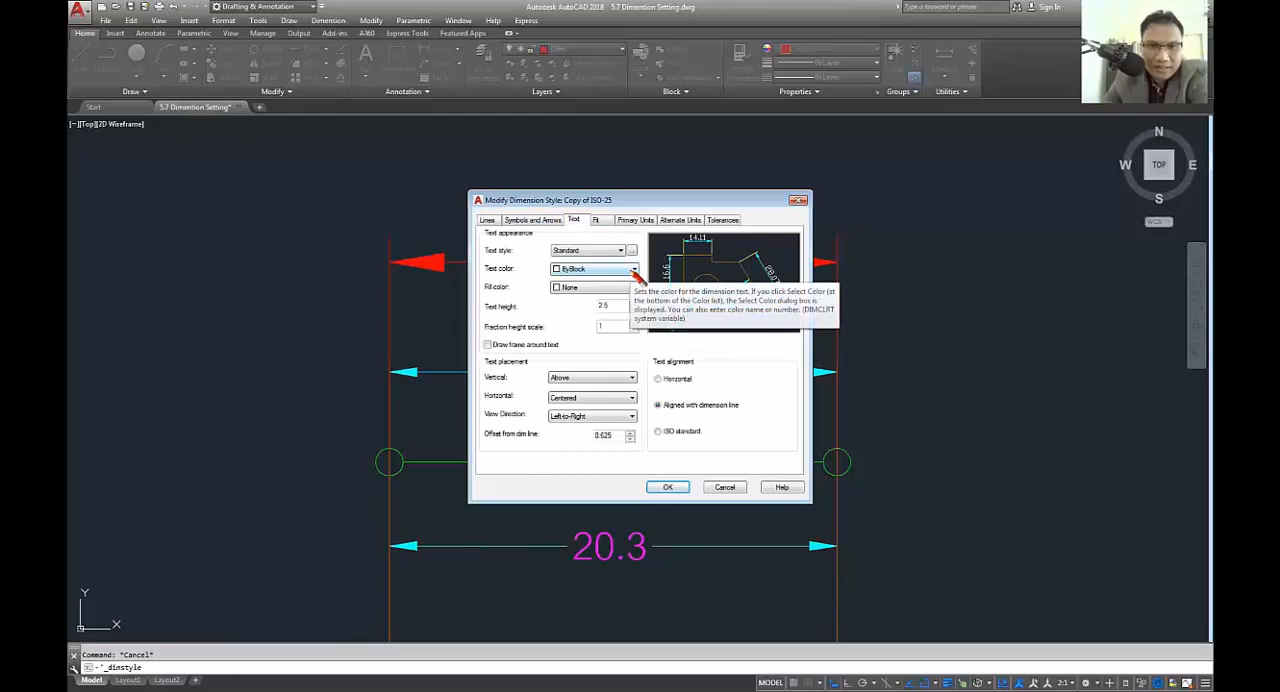 Drafting & Annotation
Autodesk AutoCAD 2018   5.7 Dimention Setting.dwg
Type a keyword or phrase
Sign In
File Edit View Insert Format Tools Draw Dimension Modify Parametric Window Help Express
Home Insert Annotate Parametric View Manage Output Add-ins A360 Express Tools Featured Apps
ByLayer
ByLayer
Draw Modify Annotation Layers Block Properties Groups Utilities
Start 5.7 Dimention Setting*
[−][Top][2D Wireframe]
N
W TOP E
S
WCS
Modify Dimension Style: Copy of ISO-25
Lines Symbols and Arrows Text Fit Primary Units Alternate Units Tolerances
Text appearance
Text style: Standard ...
Text color: ByBlock
Fill color: None
Text height: 2.5
Fraction height scale: 1
Draw frame around text
14.11
16.6
Sets the color for the dimension text. If you click Select Color (at
the bottom of the Color list), the Select Color dialog box is
displayed. You can also enter color name or number. (DIMCLRT
system variable)
Text placement
Vertical: Above
Horizontal: Centered
View Direction: Left-to-Right
Offset from dim line: 0.625
Text alignment
Horizontal
Aligned with dimension line
ISO standard
OK Cancel Help
20.3
Y
X
Command: *Cancel*
'_dimstyle
Model Layout1 Layout2 +
MODEL
2:1